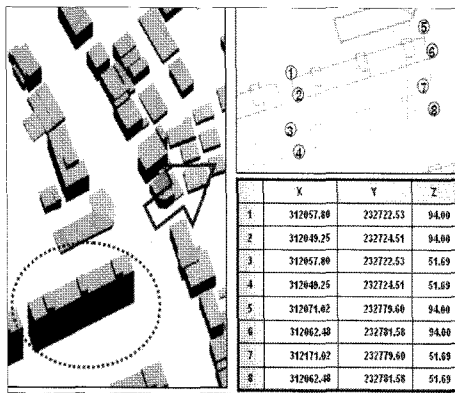 ⑤
⑥
①
②
⑦
⑧
③
④
X Y Z
1 312057.80 232722.53 94.00
2 312049.25 232724.51 94.00
3 312057.80 232722.53 51.69
4 312049.25 232724.51 51.69
5 312071.02 232779.60 94.00
6 312062.48 232781.58 94.00
7 312171.02 232779.60 51.69
8 312062.48 232781.58 51.69